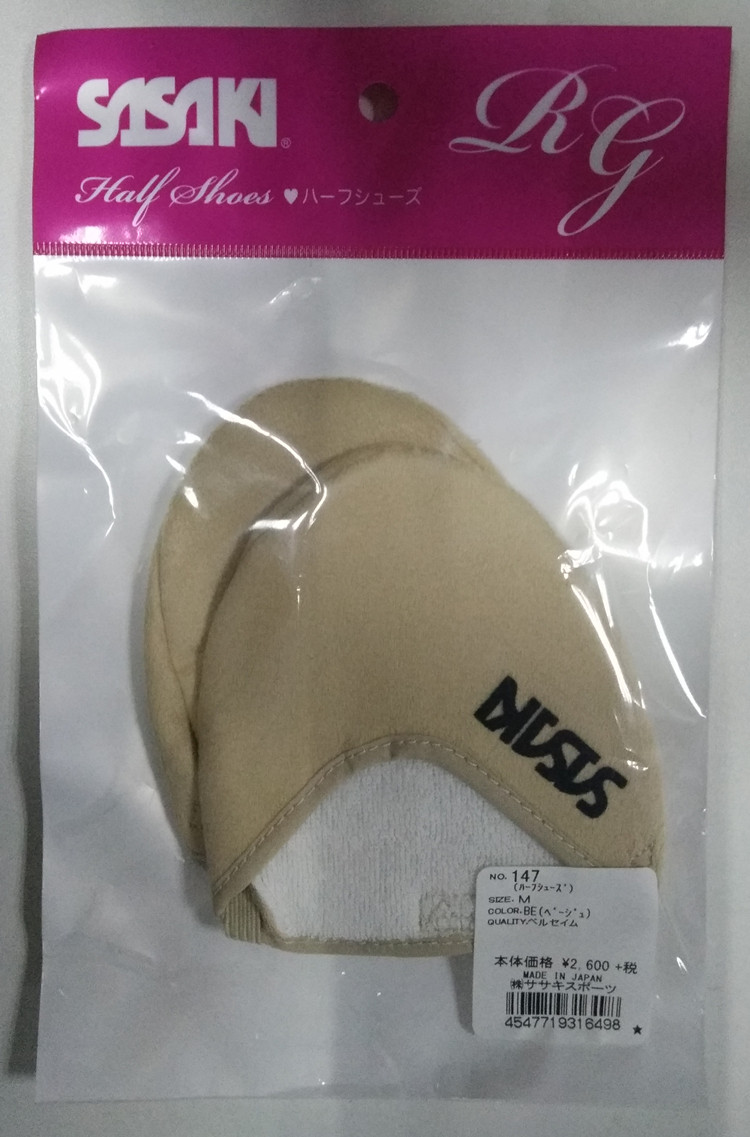 SASAKI®
RG
Half Shoes ♥ハーフシューズ
SASAKI
NO. 147
(ハーフシューズ)
SIZE. M
COLOR. BE(ベージュ)
QUALITY. ベルセイム
本体価格 ¥2,600 +税
MADE IN JAPAN
㈱ササキスポーツ
4547719316498 ★